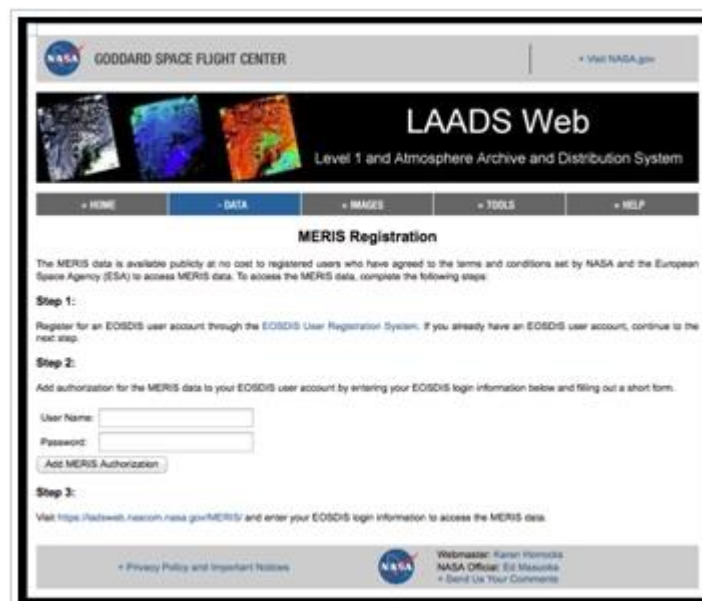 NASA
GODDARD SPACE FLIGHT CENTER
+ Visit NASA.gov
LAADS Web
Level 1 and Atmosphere Archive and Distribution System
+ HOME
- DATA
+ IMAGES
+ TOOLS
+ HELP
MERIS Registration
The MERIS data is available publicly at no cost to registered users who have agreed to the terms and conditions set by NASA and the European
Space Agency (ESA) to access MERIS data. To access the MERIS data, complete the following steps:
Step 1:
Register for an EOSDIS user account through the EOSDIS User Registration System. If you already have an EOSDIS user account, continue to the
next step.
Step 2:
Add authorization for the MERIS data to your EOSDIS user account by entering your EOSDIS login information below and filling out a short form.
User Name:
Password:
Add MERIS Authorization
Step 3:
Visit https://ladsweb.nascom.nasa.gov/MERIS/ and enter your EOSDIS login information to access the MERIS data.
+ Privacy Policy and Important Notices
NASA
Webmaster: Karen Horrocks
NASA Official: Ed Masuoka
+ Send Us Your Comments